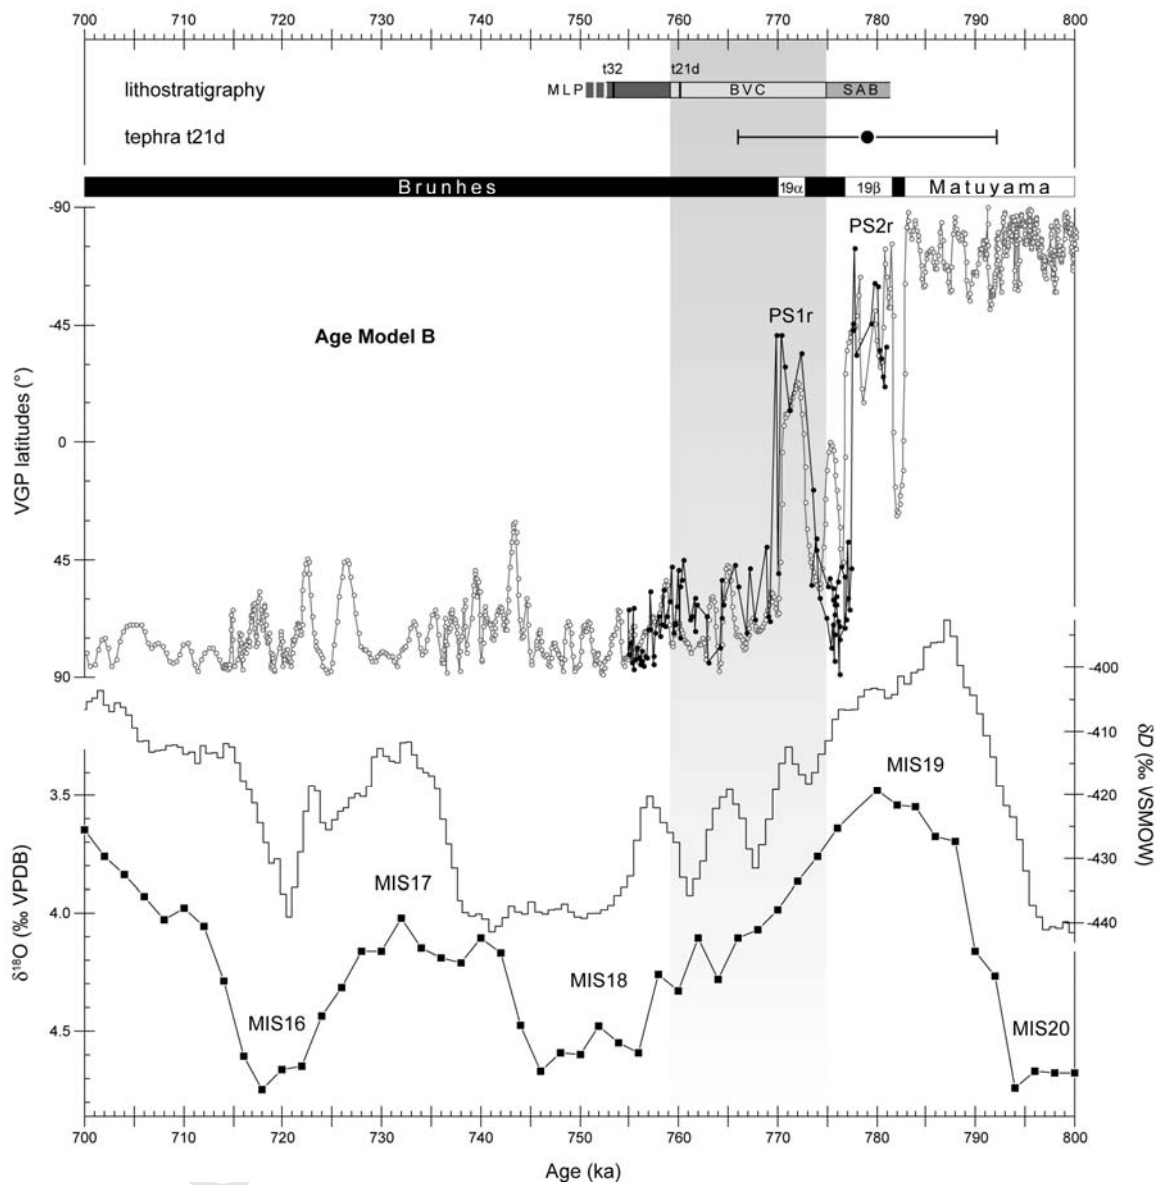 700 710 720 730 740 750 760 770 780 790 800
t32 t21d
lithostratigraphy MLP BVC SAB
tephra t21d
Brunhes 19α 19β Matuyama
-90
PS2r
PS1r
-45
Age Model B
VGP latitudes (°)
0
45
90
-400
-410
δD (‰ VSMOW)
MIS19
3.5
-420
-430
MIS17
4.0
-440
δ18O (‰ VPDB)
MIS18
MIS16
4.5
MIS20
700 710 720 730 740 750 760 770 780 790 800
Age (ka)